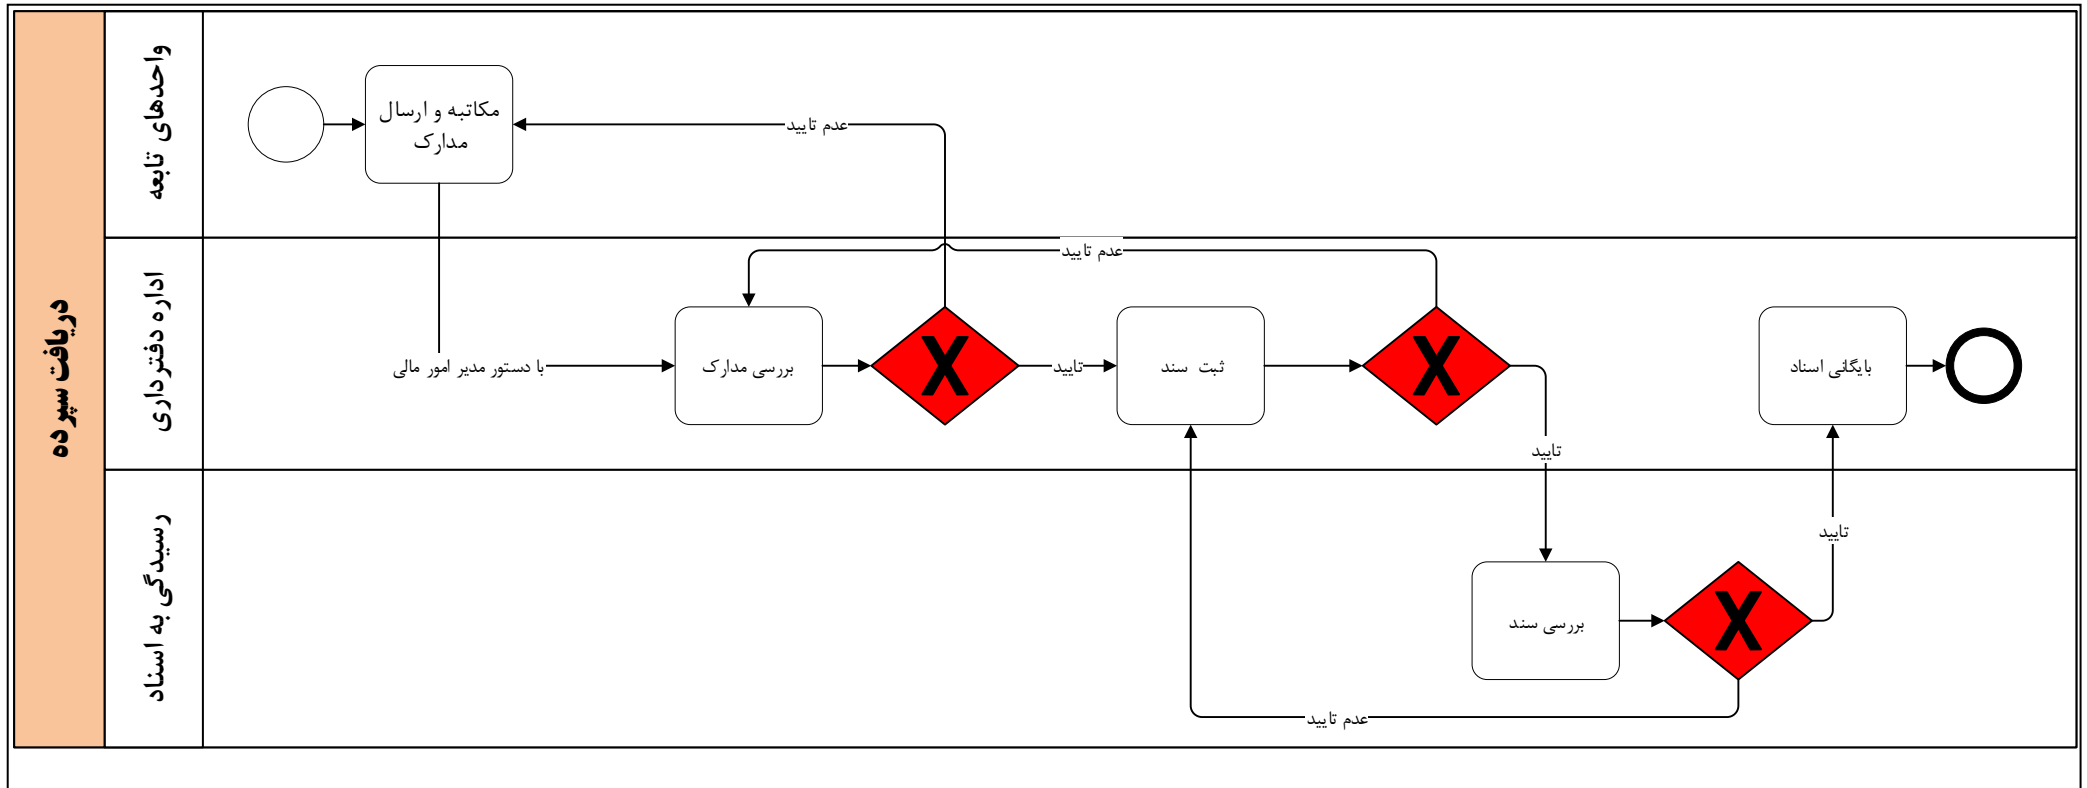 دریافت سپرده
واحدهای تابعه
مکاتبه و ارسال
مدارک
عدم تایید
اداره دفترداری
عدم تایید
با دستور مدیر امور مالی
بررسی مدارک
X
تایید
ثبت سند
X
تایید
بایگانی اسناد
رسیدگی به اسناد
بررسی سند
X
تایید
عدم تایید